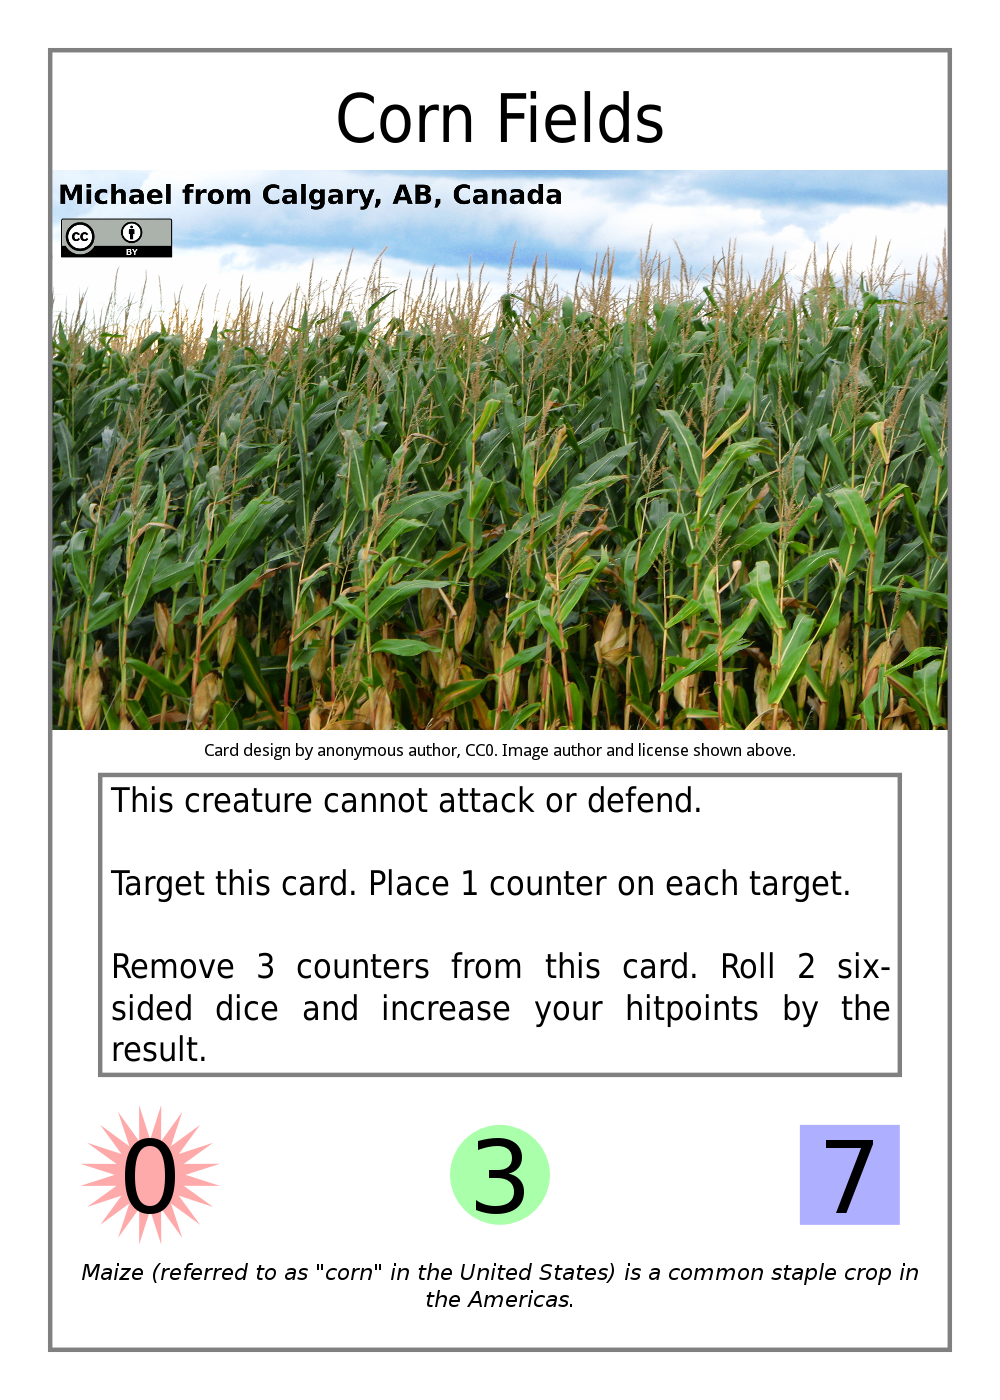 Corn Fields
Michael from Calgary, AB, Canada
cc
BY
Card design by anonymous author, CC0. Image author and license shown above.
This creature cannot attack or defend.
Target this card. Place 1 counter on each target.
Remove 3 counters from this card. Roll 2 six-
sided dice and increase your hitpoints by the
result.
0 3 7
Maize (referred to as "corn" in the United States) is a common staple crop in
the Americas.